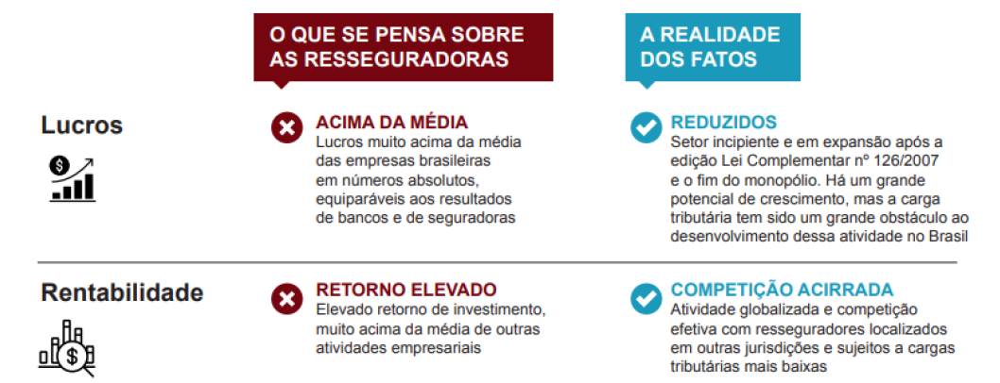 O QUE SE PENSA SOBRE
AS RESSEGURADORAS
A REALIDADE
DOS FATOS
Lucros
$
ACIMA DA MÉDIA
Lucros muito acima da média
das empresas brasileiras
em números absolutos,
equiparáveis aos resultados
de bancos e de seguradoras
REDUZIDOS
Setor incipiente e em expansão após a
edição Lei Complementar nº 126/2007
e o fim do monopólio. Há um grande
potencial de crescimento, mas a carga
tributária tem sido um grande obstáculo ao
desenvolvimento dessa atividade no Brasil
Rentabilidade
$
RETORNO ELEVADO
Elevado retorno de investimento,
muito acima da média de outras
atividades empresariais
COMPETIÇÃO ACIRRADA
Atividade globalizada e competição
efetiva com resseguradores localizados
em outras jurisdições e sujeitos a cargas
tributárias mais baixas